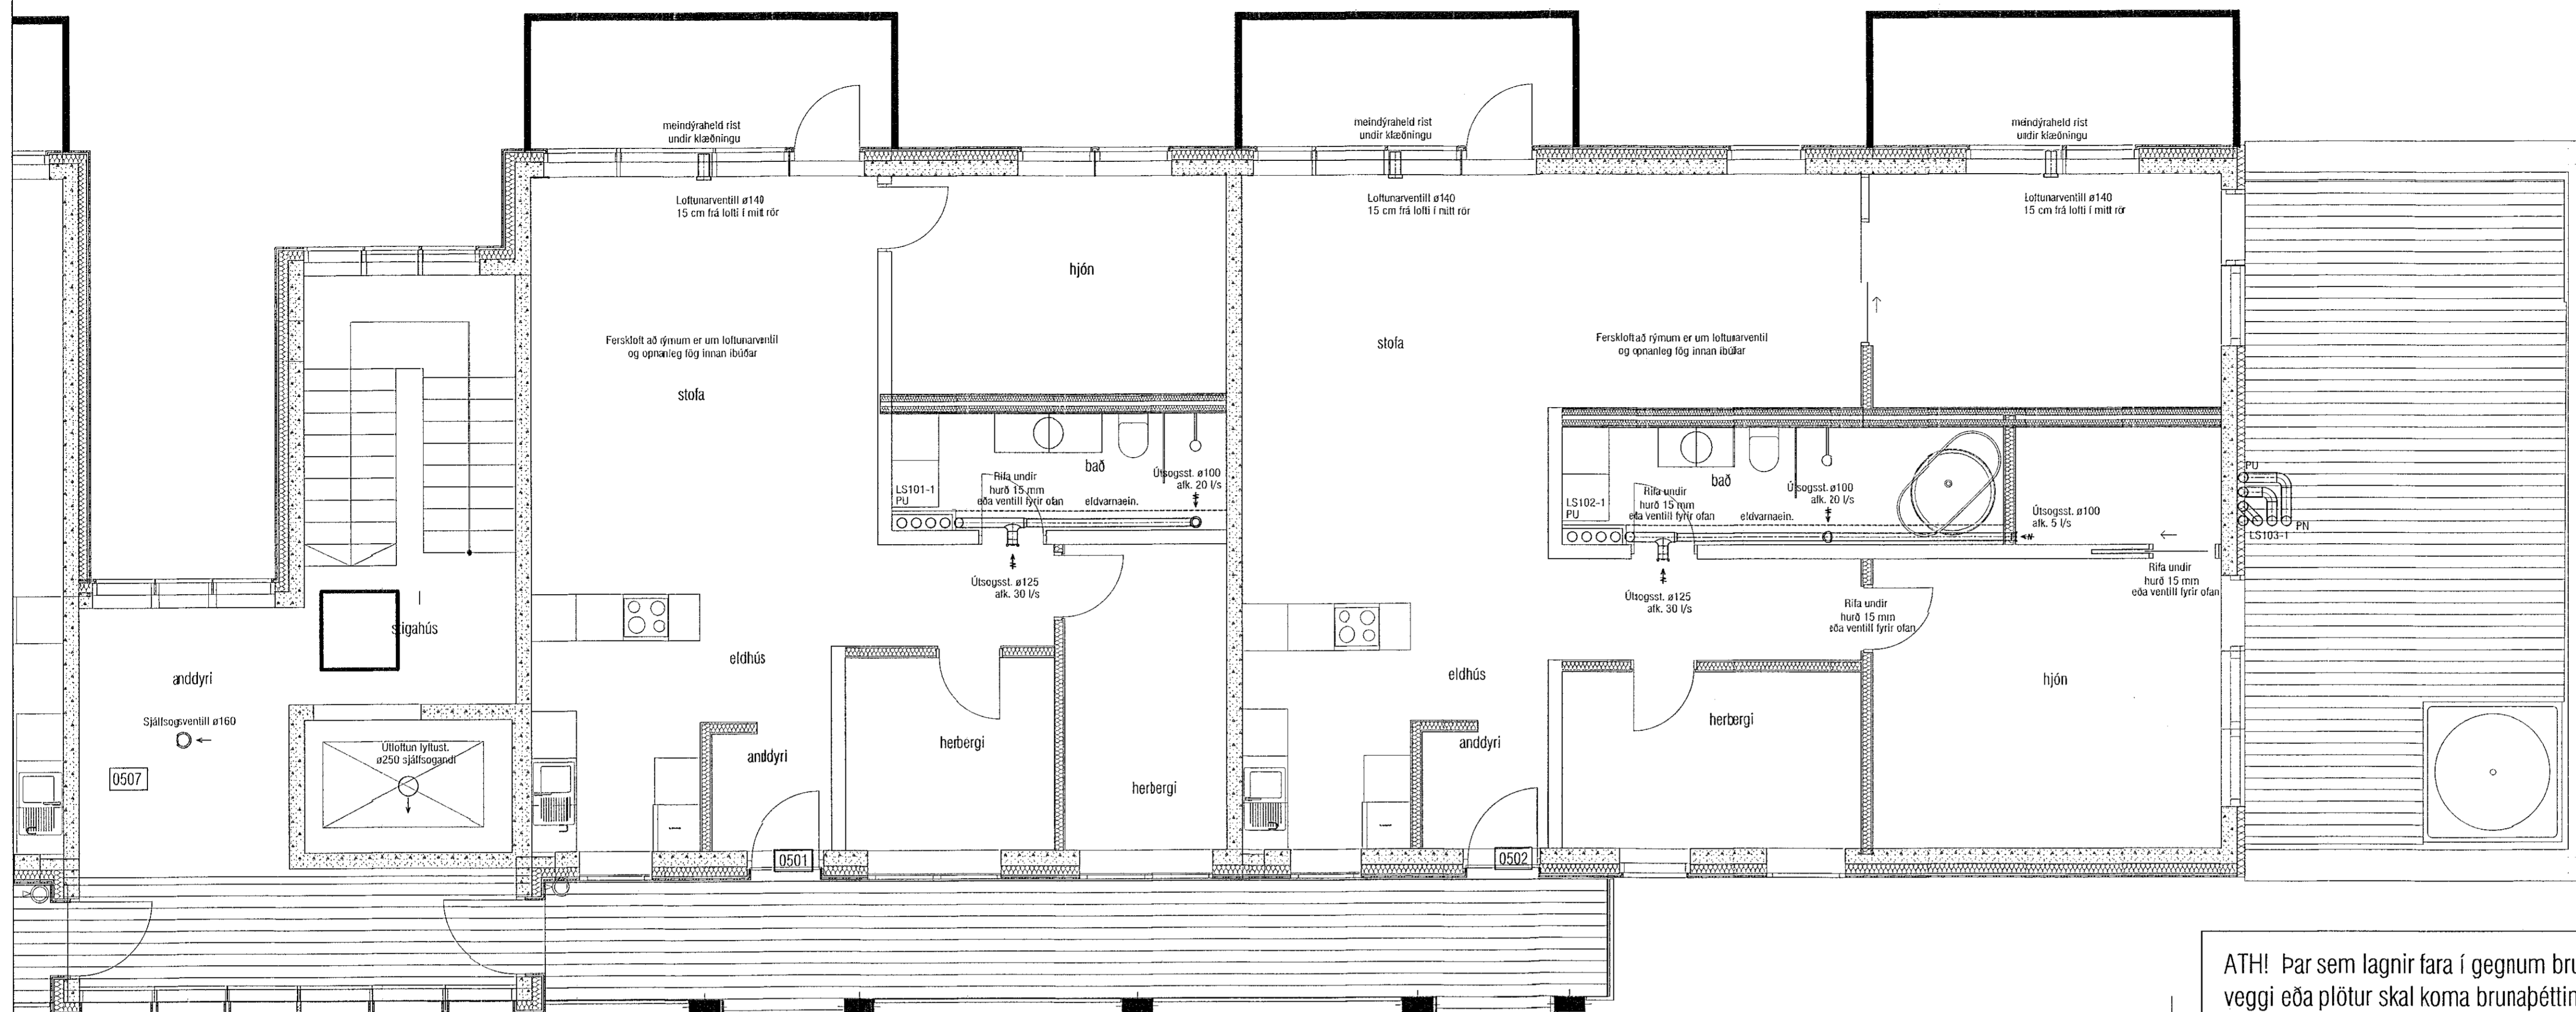 meindýraheld rist
undir klæðningu
meindýraheld rist
undir klæðningu
meindýraheld rist
undir klæðningu
Loftunarventill ø140
15 cm frá lofti í mitt rör
Loftunarventill ø140
15 cm frá lofti í mitt rör
Loftunarventill ø140
15 cm frá lofti í mitt rör
hjón
Ferskloft að rýmum er um loftunarventil
og opnanleg fög innan íbúðar
stofa
stofa
Ferskloft að rýmum er um loftunarventil
og opnanleg fög innan íbúðar
bað
Útsogsst. ø100
afk. 20 l/s
Rifa undir
hurð 15 mm
eða ventill fyrir ofan
eldvarnaein.
LS101-1
PU
Útsogsst. ø125
afk. 30 l/s
bað
Útsogsst. ø100
afk. 20 l/s
Rifa undir
hurð 15 mm
eða ventill fyrir ofan
eldvarnaein.
LS102-1
PU
Útsogsst. ø125
afk. 30 l/s
Útsogsst. ø100
afk. 5 l/s
PU
PN
LS103-1
Rifa undir
hurð 15 mm
eða ventill fyrir ofan
Rifa undir
hurð 15 mm
eða ventill fyrir ofan
stigahús
anddyri
Sjálfsogsventill ø160
0507
Útloftun lyftust.
ø250 sjálfsogandi
eldhús
anddyri
herbergi
herbergi
0501
eldhús
anddyri
herbergi
hjón
0502
ATH! Þar sem lagnir fara í gegnum bru
veggi eða plötur skal koma brunaþéttin